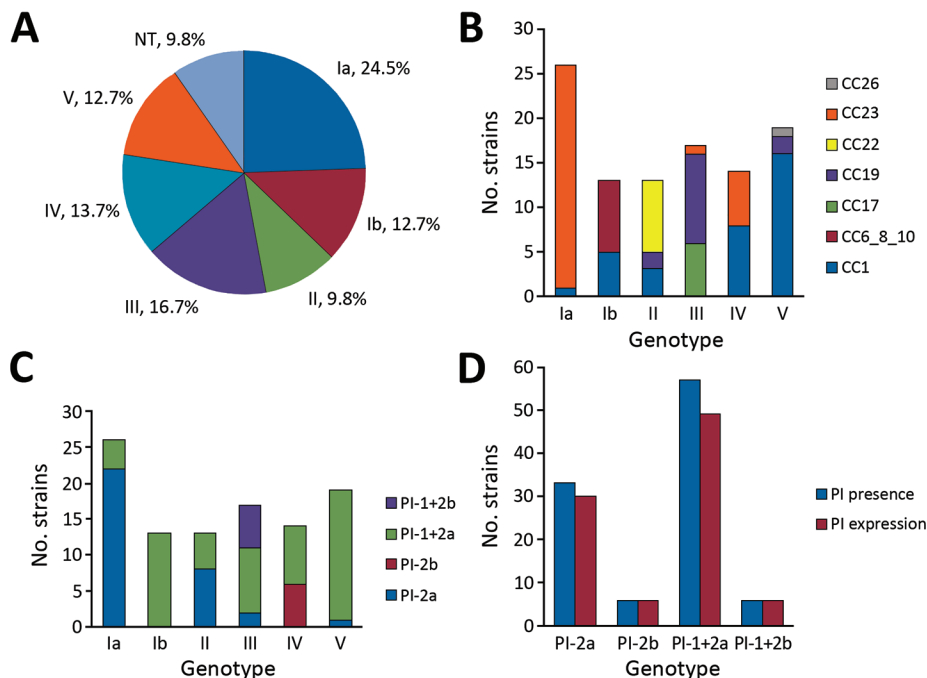 A
NT, 9.8%
Ia, 24.5%
V, 12.7%
IV, 13.7%
Ib, 12.7%
III, 16.7%
II, 9.8%
B
No. strains
30
25
20
15
10
5
0
Ia Ib II III IV V
Genotype
CC26
CC23
CC22
CC19
CC17
CC6_8_10
CC1
C
No. strains
30
25
20
15
10
5
0
Ia Ib II III IV V
Genotype
PI-1+2b
PI-1+2a
PI-2b
PI-2a
D
No. strains
60
50
40
30
20
10
0
PI-2a PI-2b PI-1+2a PI-1+2b
Genotype
PI presence
PI expression